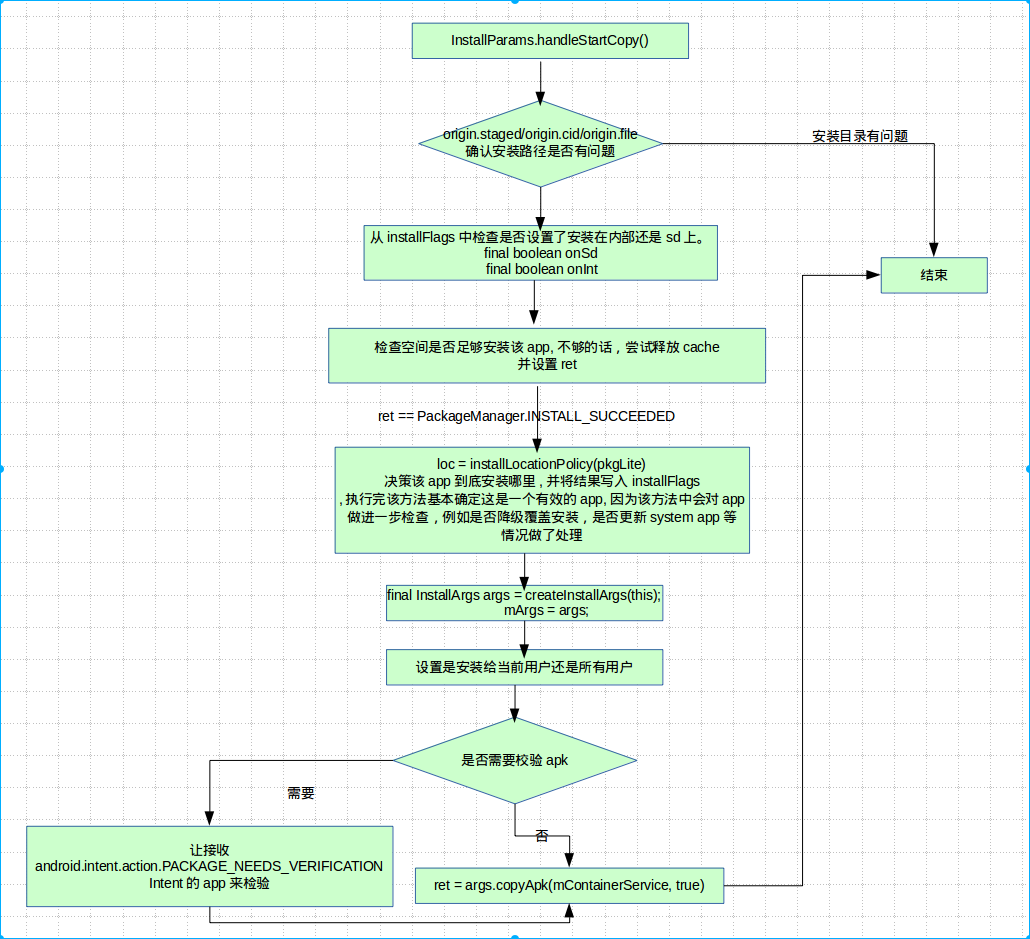 InstallParams.handleStartCopy()
origin.staged/origin.cid/origin.file
确认安装路径是否有问题
安装目录有问题
从 installFlags 中检查是否设置了安装在内部还是 sd 上。
final boolean onSd
final boolean onInt
结束
检查空间是否足够安装该 app, 不够的话，尝试释放 cache
并设置 ret
ret == PackageManager.INSTALL_SUCCEEDED
loc = installLocationPolicy(pkgLite)
决策该 app 到底安装哪里 , 并将结果写入 installFlags
, 执行完该方法基本确定这是一个有效的 app, 因为该方法中会对 app
做进一步检查，例如是否降级覆盖安装，是否更新 system app 等
情况做了处理
final InstallArgs args = createInstallArgs(this);
mArgs = args;
设置是安装给当前用户还是所有用户
是否需要校验 apk
需要
否
让接收
android.intent.action.PACKAGE_NEEDS_VERIFICATION
Intent 的 app 来检验
ret = args.copyApk(mContainerService, true)